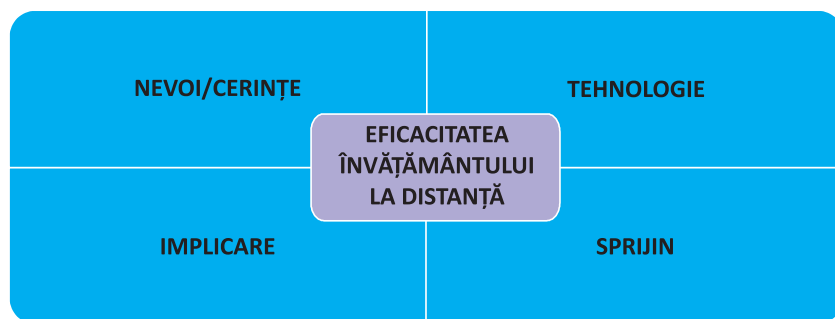 NEVOI/CERINȚE
TEHNOLOGIE
EFICACITATEA
ÎNVĂȚĂMÂNTULUI
LA DISTANȚĂ
IMPLICARE
SPRIJIN